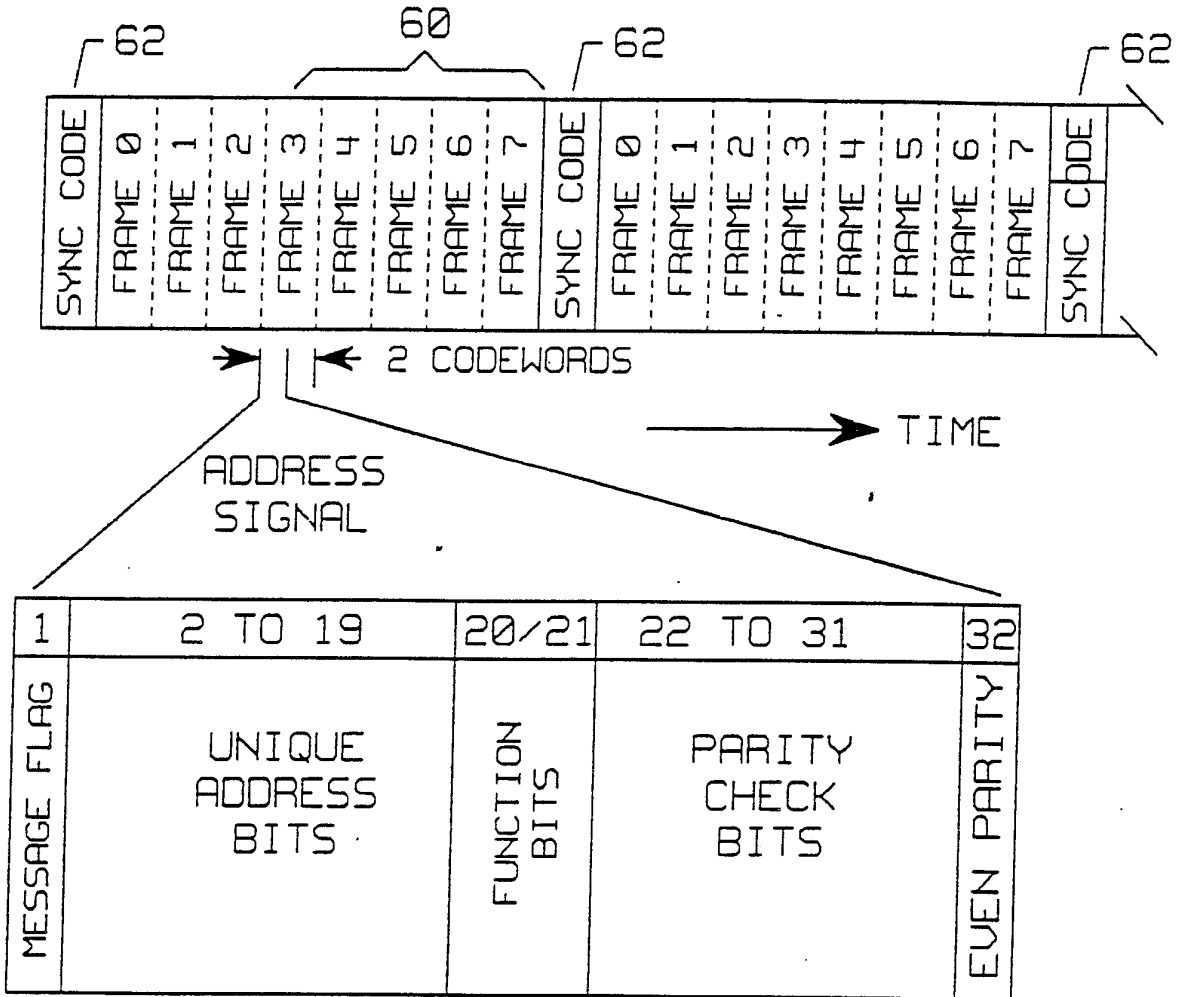 62
60
62
62
SYNC CODE
FRAME 0
FRAME 1
FRAME 2
FRAME 3
FRAME 4
FRAME 5
FRAME 6
FRAME 7
SYNC CODE
FRAME 0
FRAME 1
FRAME 2
FRAME 3
FRAME 4
FRAME 5
FRAME 6
FRAME 7
SYNC CODE
2 CODEWORDS
TIME
ADDRESS
SIGNAL
1
2 TO 19
20/21
22 TO 31
32
MESSAGE FLAG
UNIQUE
ADDRESS
BITS
FUNCTION
BITS
PARITY
CHECK
BITS
EVEN PARITY